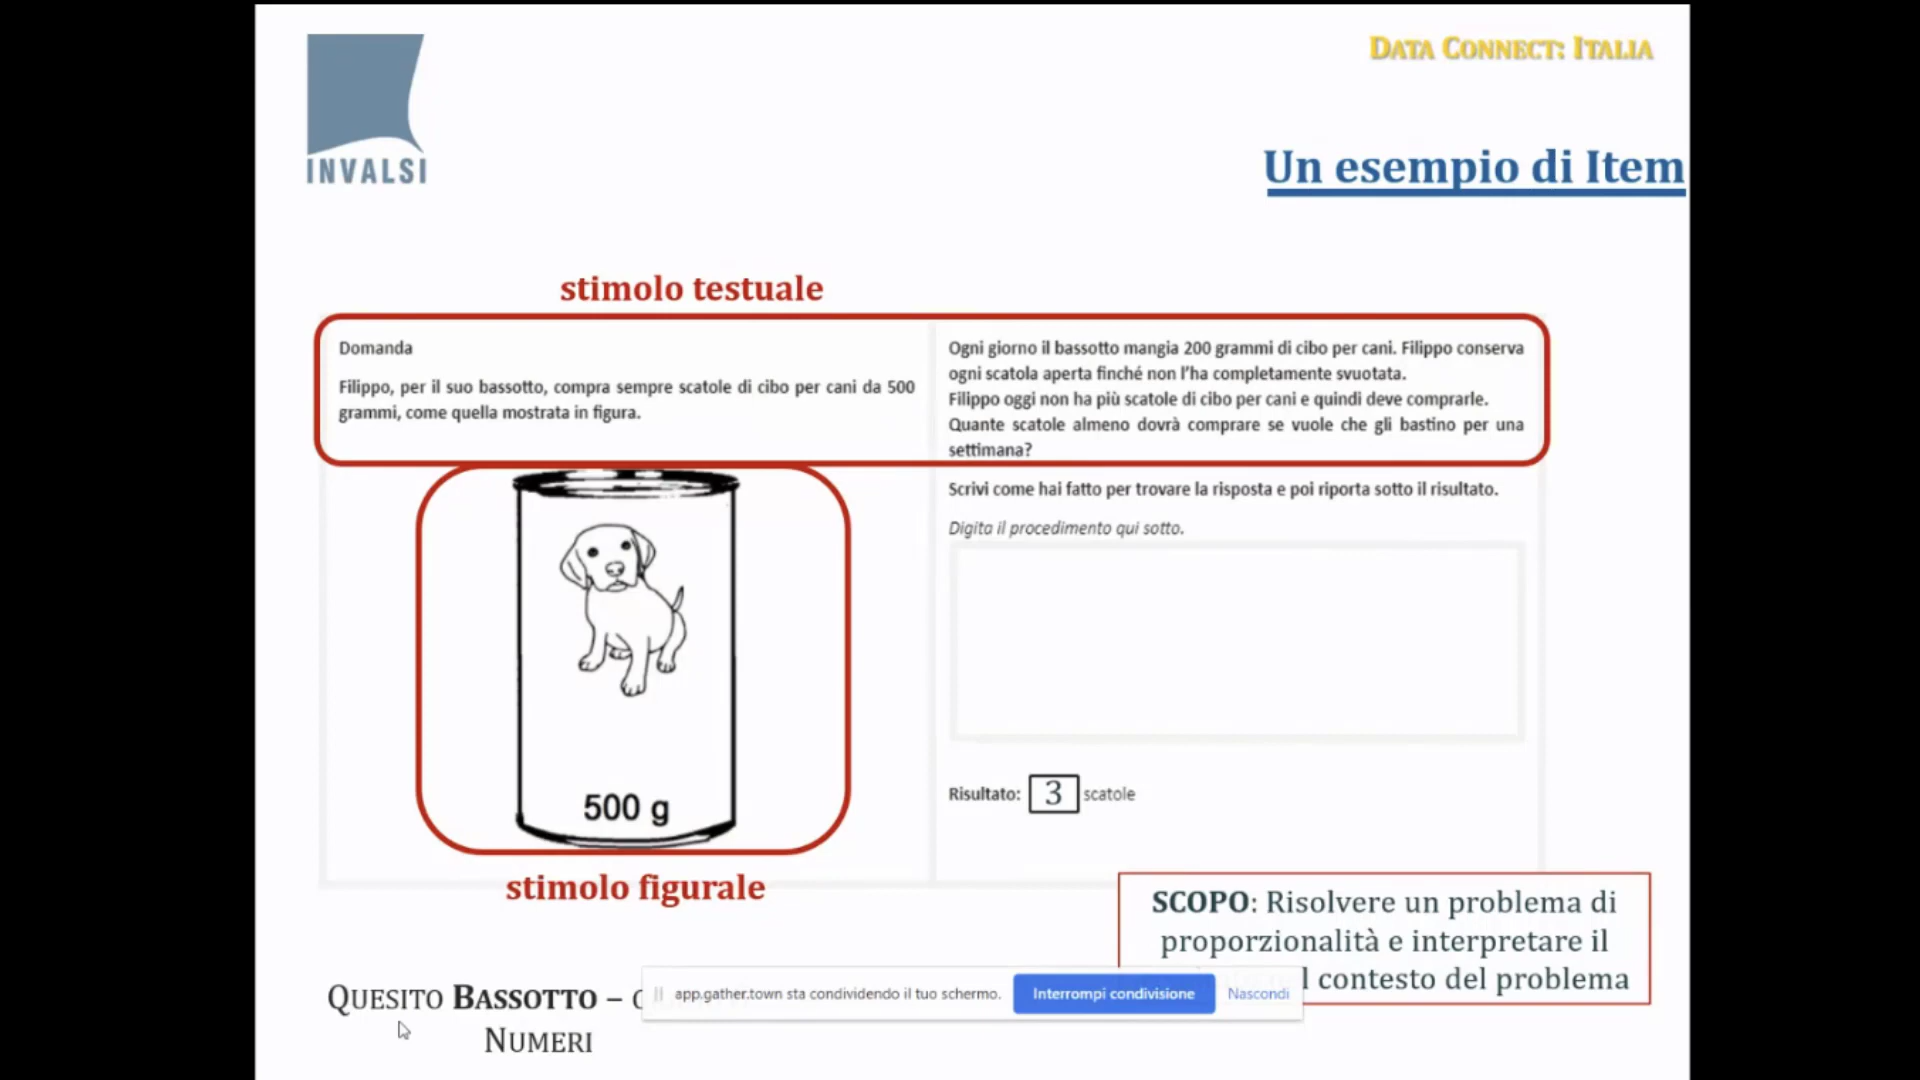 DATA CONNECT: ITALIA
INVALSI
Un esempio di Item
stimolo testuale
Domanda
Filippo, per il suo bassotto, compra sempre scatole di cibo per cani da 500
grammi, come quella mostrata in figura.
Ogni giorno il bassotto mangia 200 grammi di cibo per cani. Filippo conserva
ogni scatola aperta finché non l'ha completamente svuotata.
Filippo oggi non ha più scatole di cibo per cani e quindi deve comprarle.
Quante scatole almeno dovrà comprare se vuole che gli bastino per una
settimana?
Scrivi come hai fatto per trovare la risposta e poi riporta sotto il risultato.
Digita il procedimento qui sotto.
500 g
Risultato: 3 scatole
stimolo figurale
SCOPO: Risolvere un problema di
proporzionalità e interpretare il
contesto del problema
QUESITO BASSOTTO –
NUMERI
app.gather.town sta condividendo il tuo schermo.
Interrompi condivisione
Nascondi